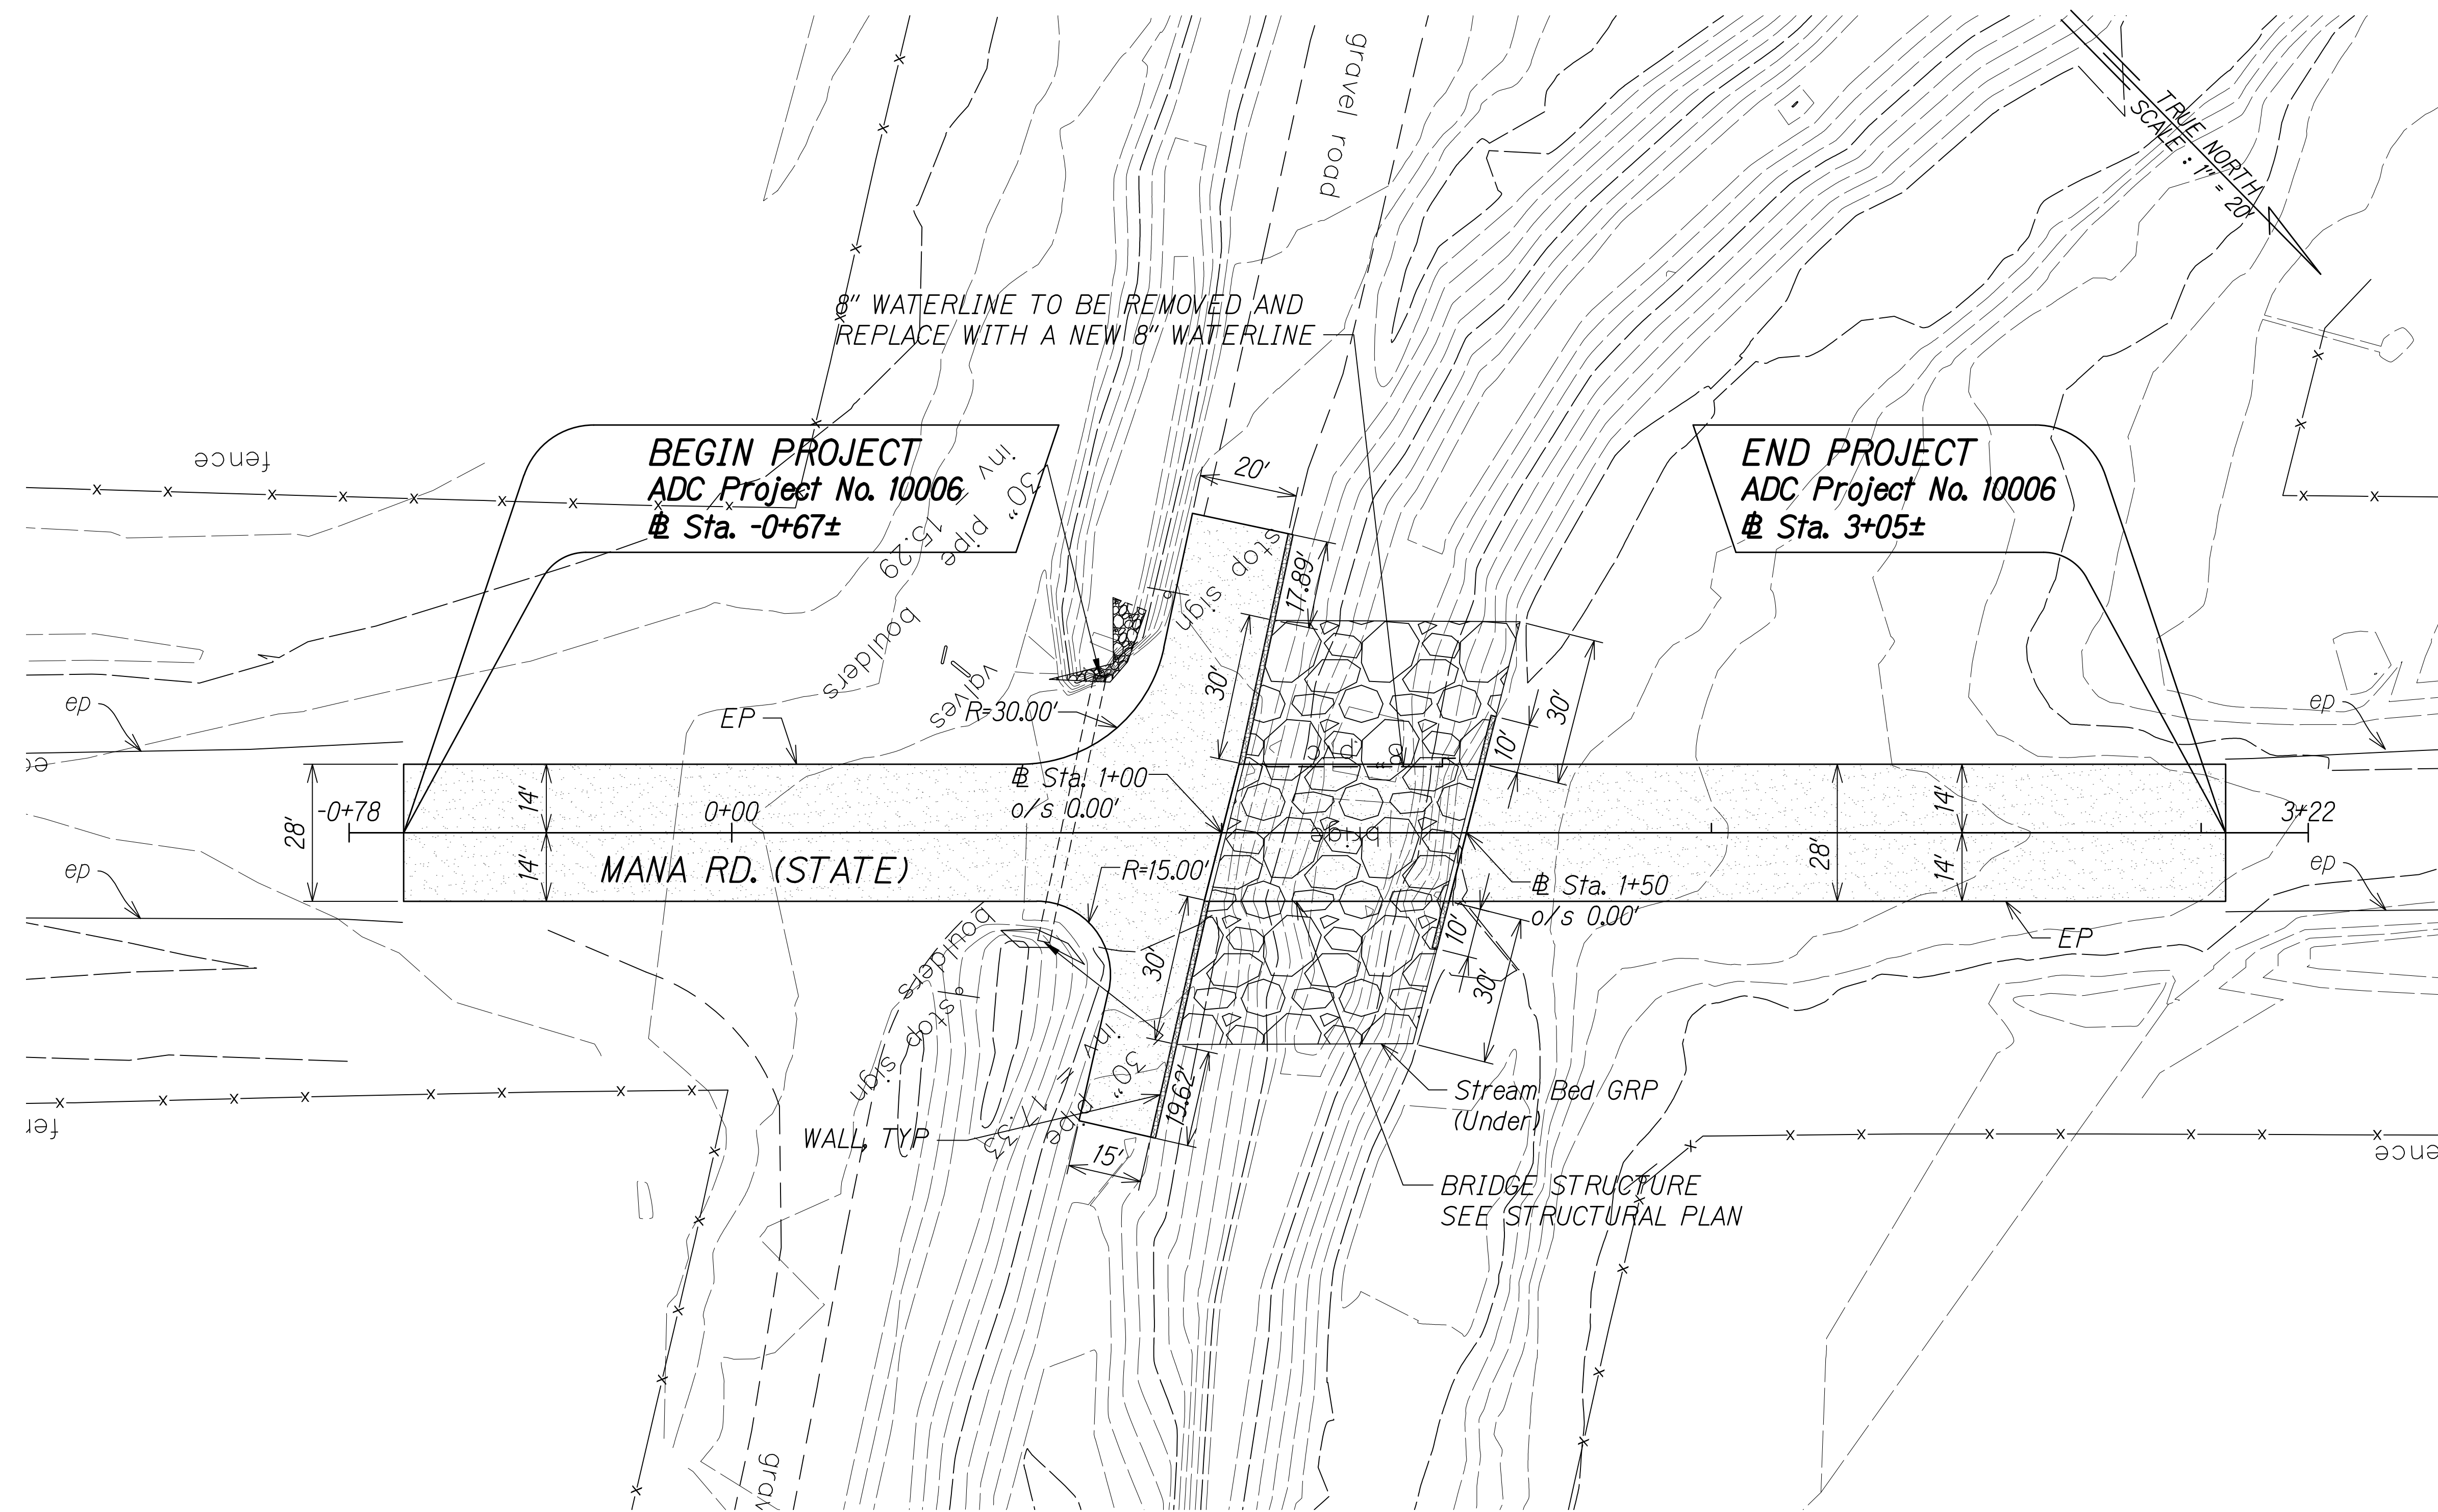 gravel road
TRUE NORTH
SCALE : 1" = 20'
8" WATERLINE TO BE REMOVED AND
REPLACE WITH A NEW 8" WATERLINE
fence
BEGIN PROJECT
ADC Project No. 10006
℄ Sta. -0+67±
inv = 15.29
30" pipe
20'
stop sign
END PROJECT
ADC Project No. 10006
℄ Sta. 3+05±
17.89'
boulders
valves
30'
30'
10'
ep
EP
R=30.00'
ep
8" pvc
℄ Sta. 1+00
o/s 0.00'
28'
14'
-0+78
0+00
14'
3+22
brige
28'
14'
14'
MANA RD. (STATE)
R=15.00'
℄ Sta. 1+50
o/s 0.00'
ep
ep
EP
boulders
stop sign
30'
10'
30'
inv = 17.33
30" pipe
19.62'
Stream Bed GRP
(Under)
WALL, TYP
15'
BRIDGE STRUCTURE
SEE STRUCTURAL PLAN
fence